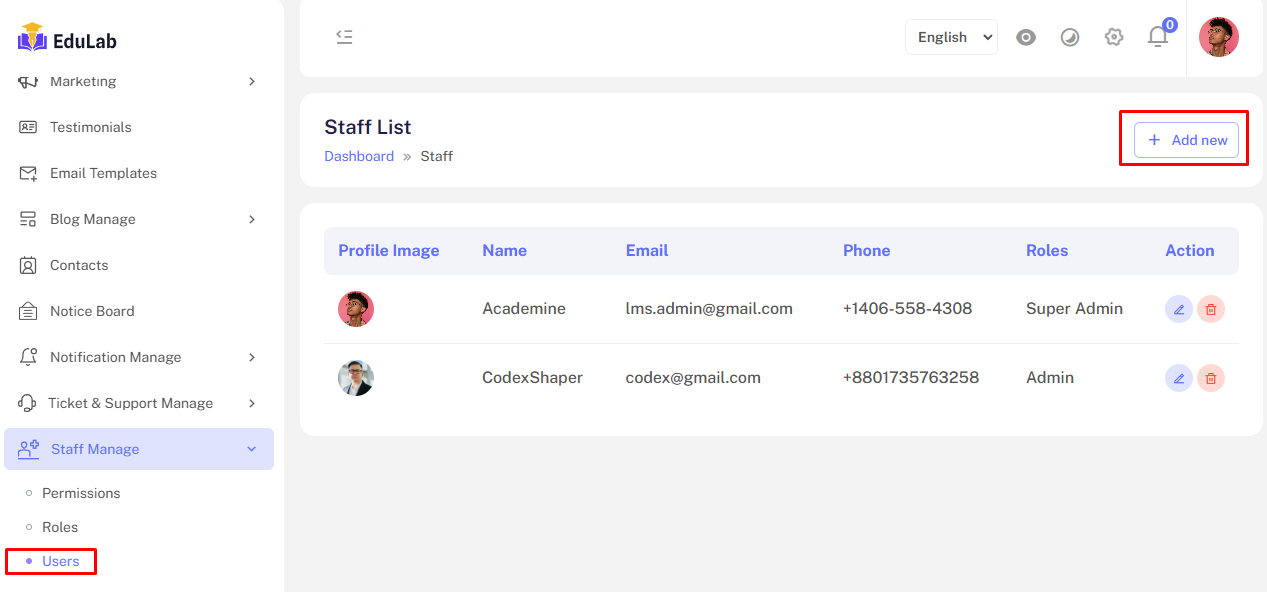 EduLab
Marketing
Testimonials
Email Templates
Blog Manage
Contacts
Notice Board
Notification Manage
Ticket & Support Manage
Staff Manage
Permissions
Roles
Users
English
0
Staff List
Dashboard » Staff
+ Add new
Profile Image Name Email Phone Roles Action
Academine lms.admin@gmail.com +1406-558-4308 Super Admin
CodexShaper codex@gmail.com +8801735763258 Admin